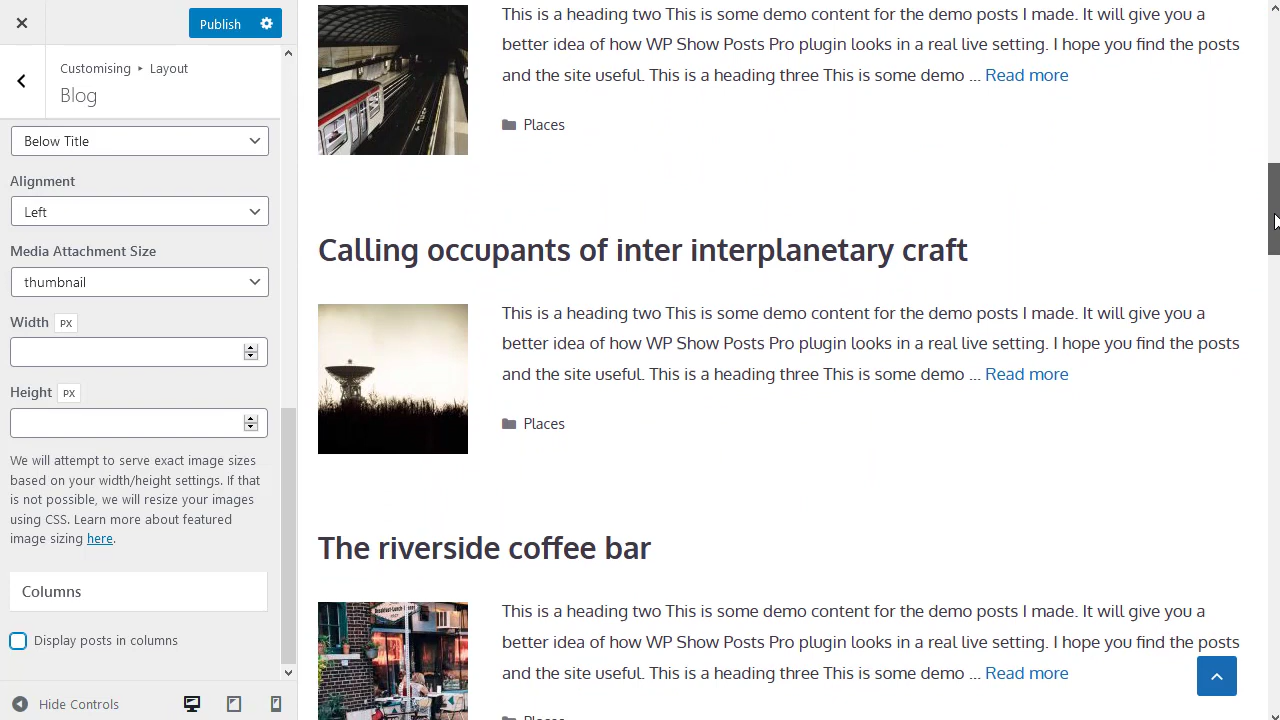 Publish
Customising ▸ Layout
Blog
Below Title
Alignment
Left
Media Attachment Size
thumbnail
Width PX
Height PX
We will attempt to serve exact image sizes
based on your width/height settings. If that
is not possible, we will resize your images
using CSS. Learn more about featured
image sizing here.
Columns
Display posts in columns
Hide Controls
This is a heading two This is some demo content for the demo posts I made. It will give you a
better idea of how WP Show Posts Pro plugin looks in a real live setting. I hope you find the posts
and the site useful. This is a heading three This is some demo ... Read more
Places
Calling occupants of inter interplanetary craft
This is a heading two This is some demo content for the demo posts I made. It will give you a
better idea of how WP Show Posts Pro plugin looks in a real live setting. I hope you find the posts
and the site useful. This is a heading three This is some demo ... Read more
Places
The riverside coffee bar
This is a heading two This is some demo content for the demo posts I made. It will give you a
better idea of how WP Show Posts Pro plugin looks in a real live setting. I hope you find the posts
and the site useful. This is a heading three This is some demo ... Read more
Places